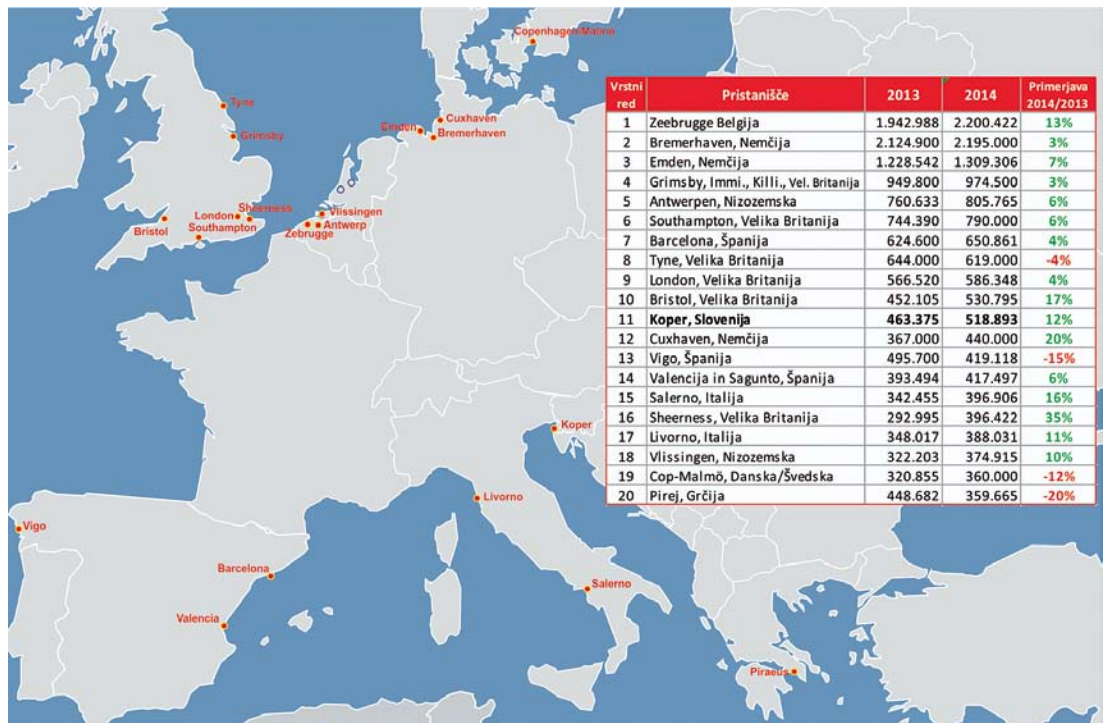 Copenhagen/Malmo
Tyne
Grimsby
Cuxhaven
Emden
Bremerhaven
London
Sheerness
Bristol
Southampton
Vlissingen
Zebrugge
Antwerp
Koper
Livorno
Vigo
Barcelona
Salerno
Valencia
Piraeus
Vrstni red Pristanišče 2013 2014 Primerjava 2014/2013
1 Zeebrugge Belgija 1.942.988 2.200.422 13%
2 Bremerhaven, Nemčija 2.124.900 2.195.000 3%
3 Emden, Nemčija 1.228.542 1.309.306 7%
4 Grimsby, Immi., Killi., Vel. Britanija 949.800 974.500 3%
5 Antwerpen, Nizozemska 760.633 805.765 6%
6 Southampton, Velika Britanija 744.390 790.000 6%
7 Barcelona, Španija 624.600 650.861 4%
8 Tyne, Velika Britanija 644.000 619.000 -4%
9 London, Velika Britanija 566.520 586.348 4%
10 Bristol, Velika Britanija 452.105 530.795 17%
11 Koper, Slovenija 463.375 518.893 12%
12 Cuxhaven, Nemčija 367.000 440.000 20%
13 Vigo, Španija 495.700 419.118 -15%
14 Valencija in Sagunto, Španija 393.494 417.497 6%
15 Salerno, Italija 342.455 396.906 16%
16 Sheerness, Velika Britanija 292.995 396.422 35%
17 Livorno, Italija 348.017 388.031 11%
18 Vlissingen, Nizozemska 322.203 374.915 10%
19 Cop-Malmö, Danska/Švedska 320.855 360.000 -12%
20 Pirej, Grčija 448.682 359.665 -20%